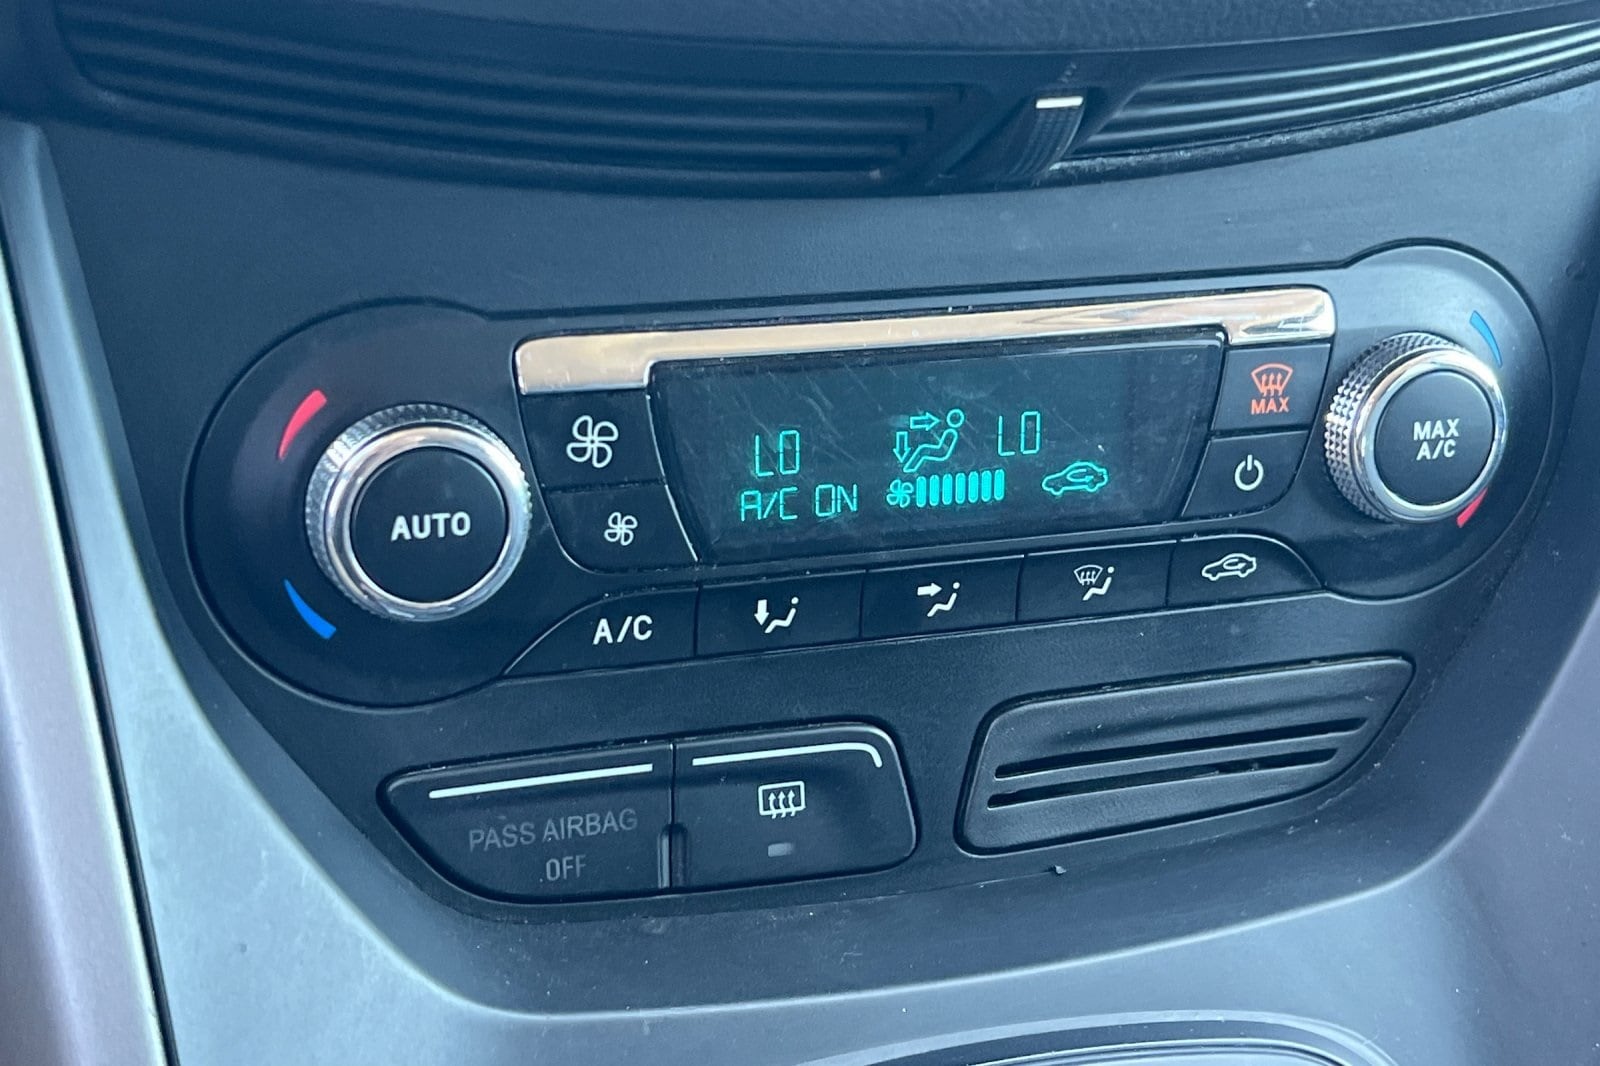 LO
LO
A/C ON
MAX
MAX
A/C
AUTO
A/C
PASS AIRBAG
OFF